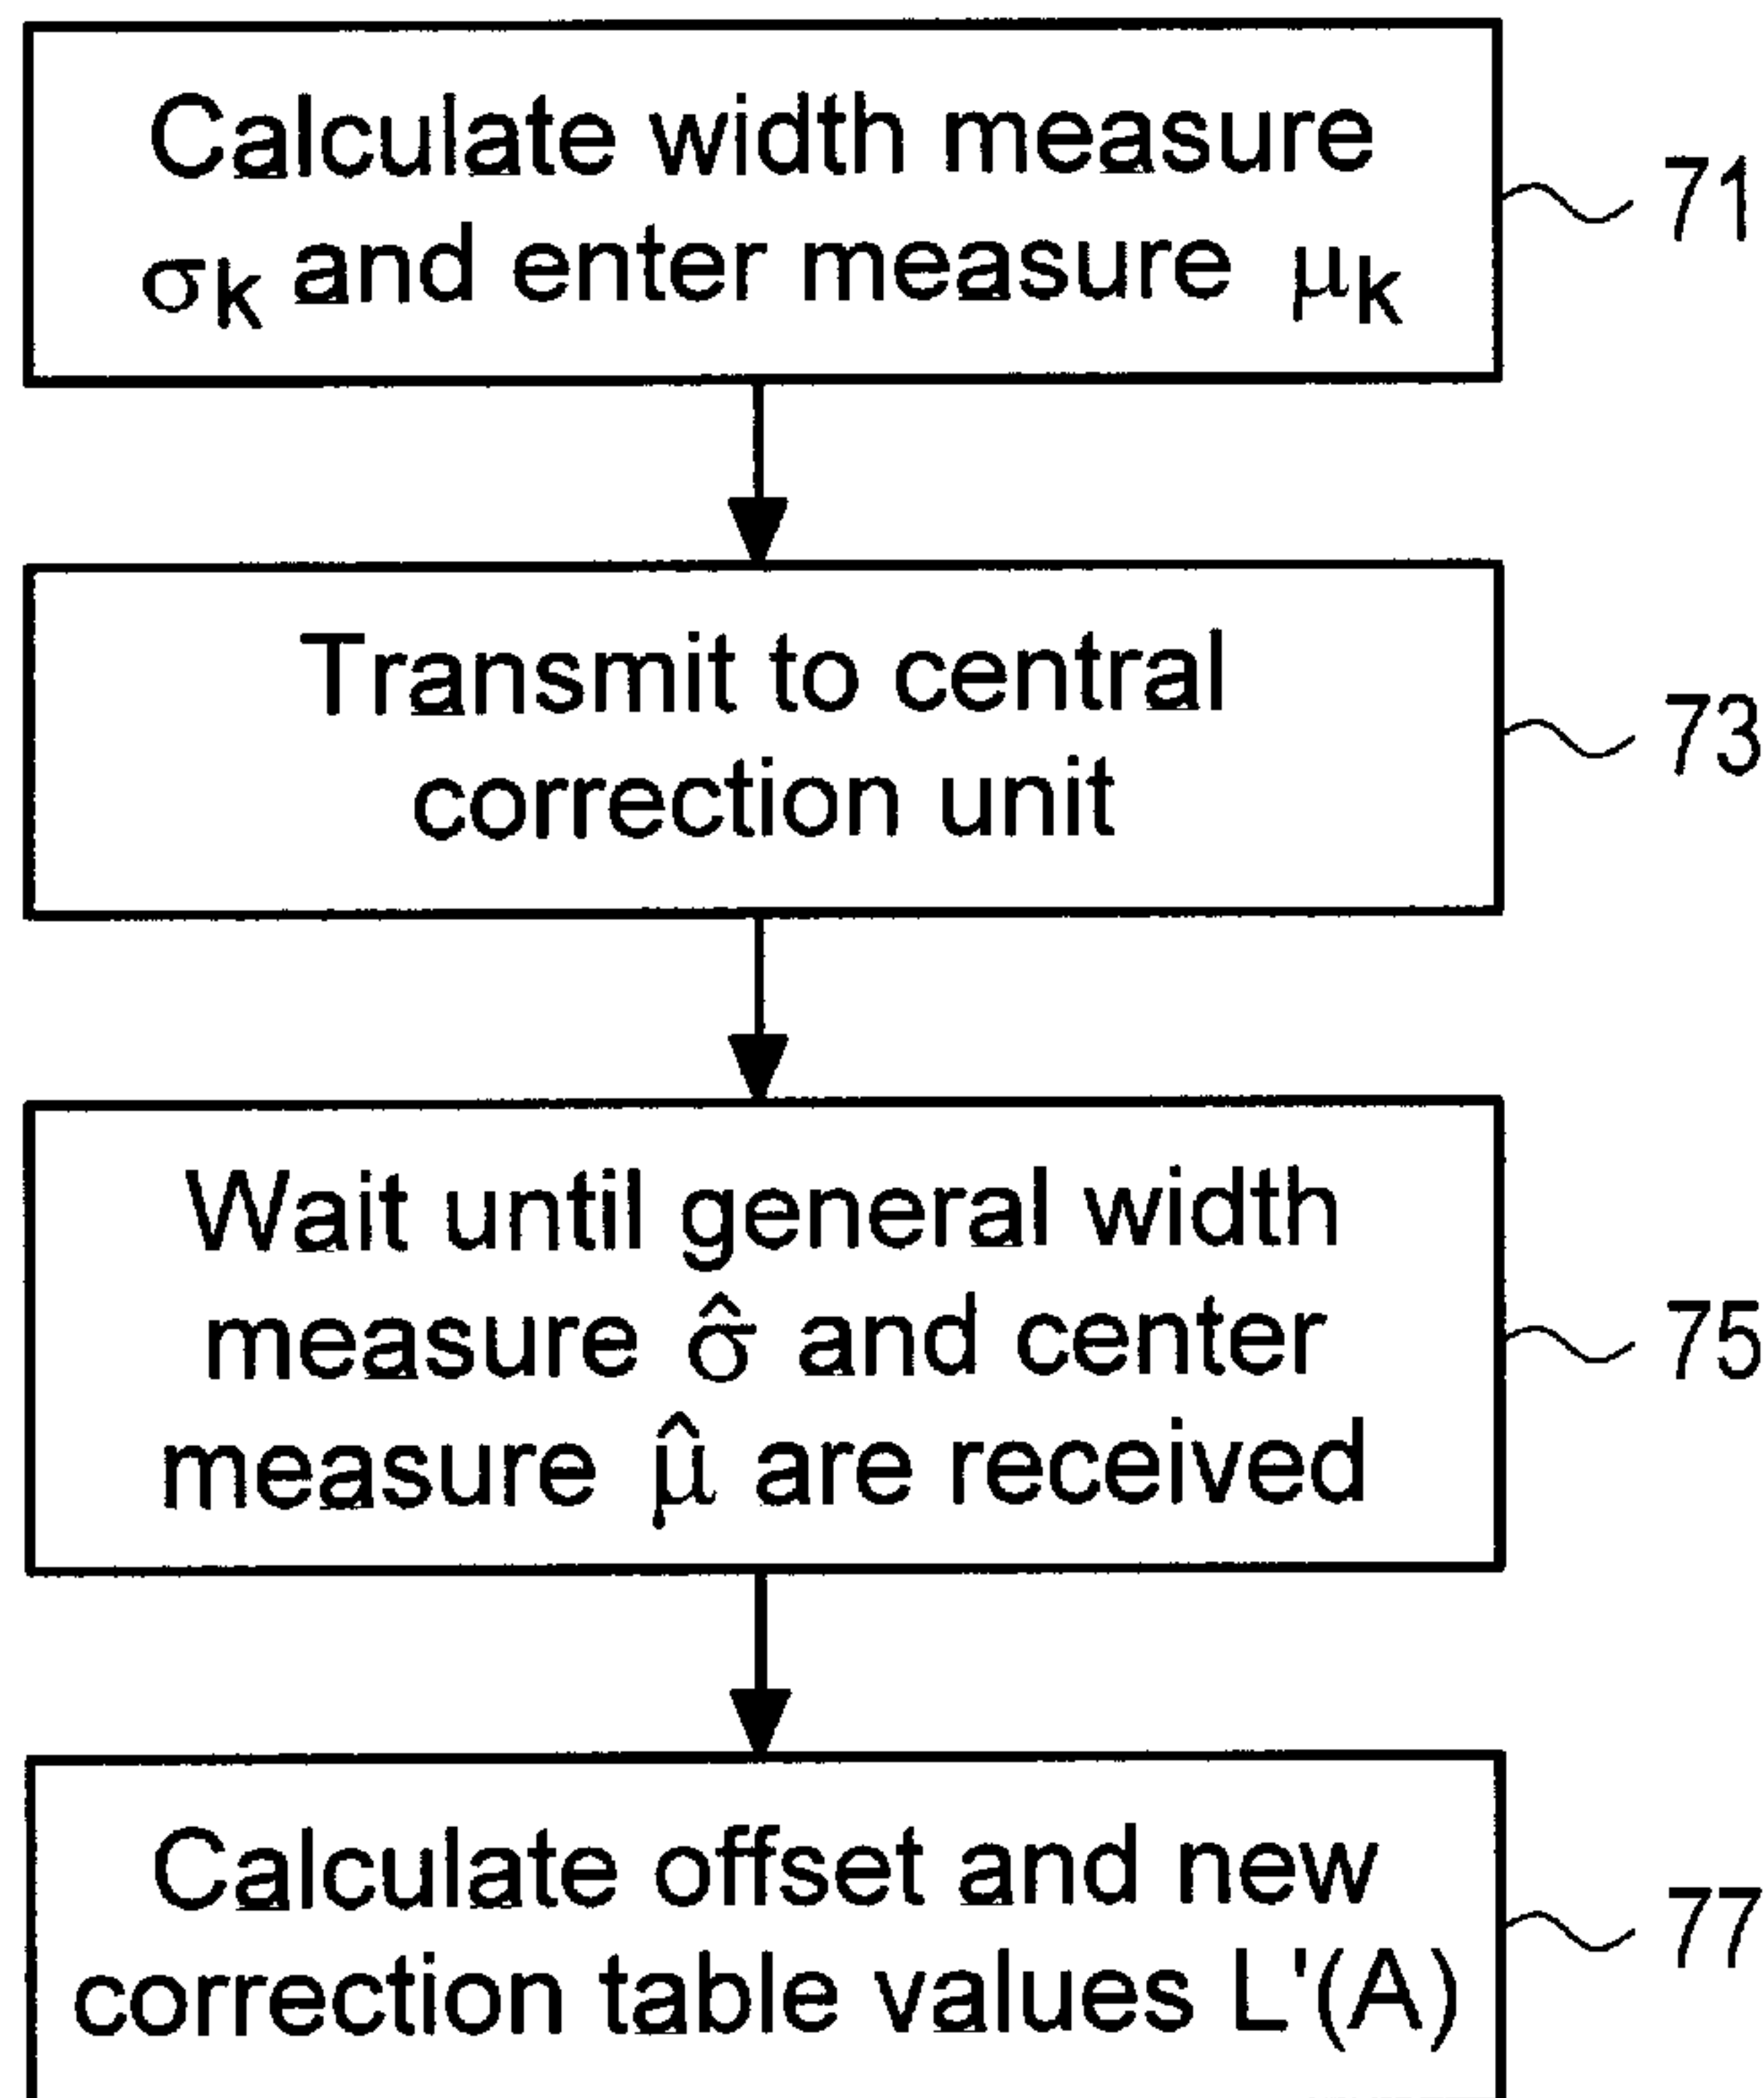 Calculate width measure
σk and enter measure μk
71
Transmit to central
correction unit
73
Wait until general width
measure σ̂ and center
measure μ̂ are received
75
Calculate offset and new
correction table values L'(A)
77